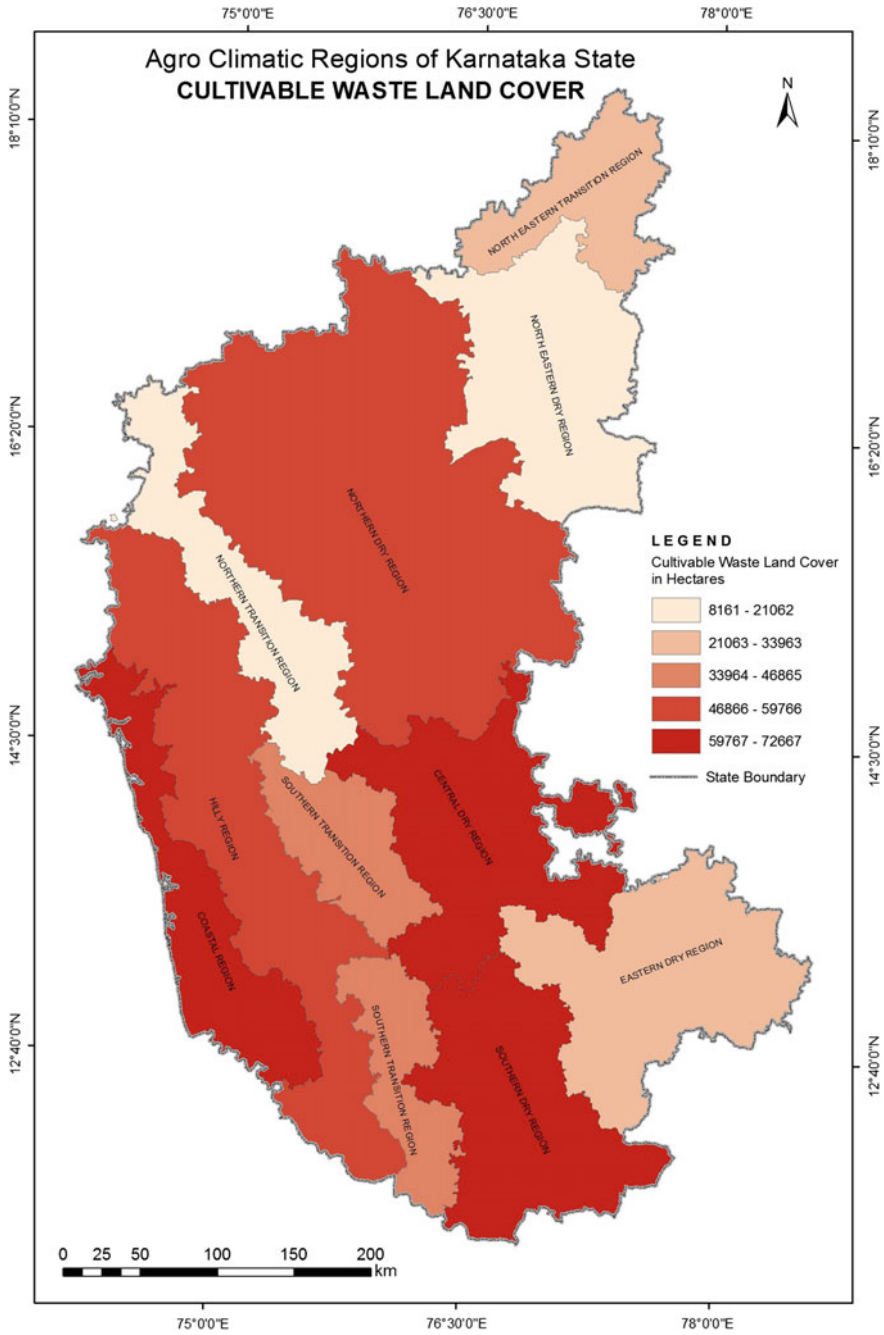 75°0'0"E 76°30'0"E 78°0'0"E
Agro Climatic Regions of Karnataka State
CULTIVABLE WASTE LAND COVER
N
18°10'0"N
18°10'0"N
NORTH EASTERN TRANSITION REGION
NORTH EASTERN DRY REGION
16°20'0"N
16°20'0"N
NORTHERN DRY REGION
NORTHERN TRANSITION REGION
LEGEND
Cultivable Waste Land Cover
in Hectares
8161 - 21062
21063 - 33963
33964 - 46865
46866 - 59766
59767 - 72667
State Boundary
14°30'0"N
14°30'0"N
CENTRAL DRY REGION
SOUTHERN TRANSITION REGION
HILLY REGION
COASTAL REGION
EASTERN DRY REGION
12°40'0"N
12°40'0"N
SOUTHERN TRANSITION REGION
SOUTHERN DRY REGION
0 25 50 100 150 200
km
75°0'0"E 76°30'0"E 78°0'0"E